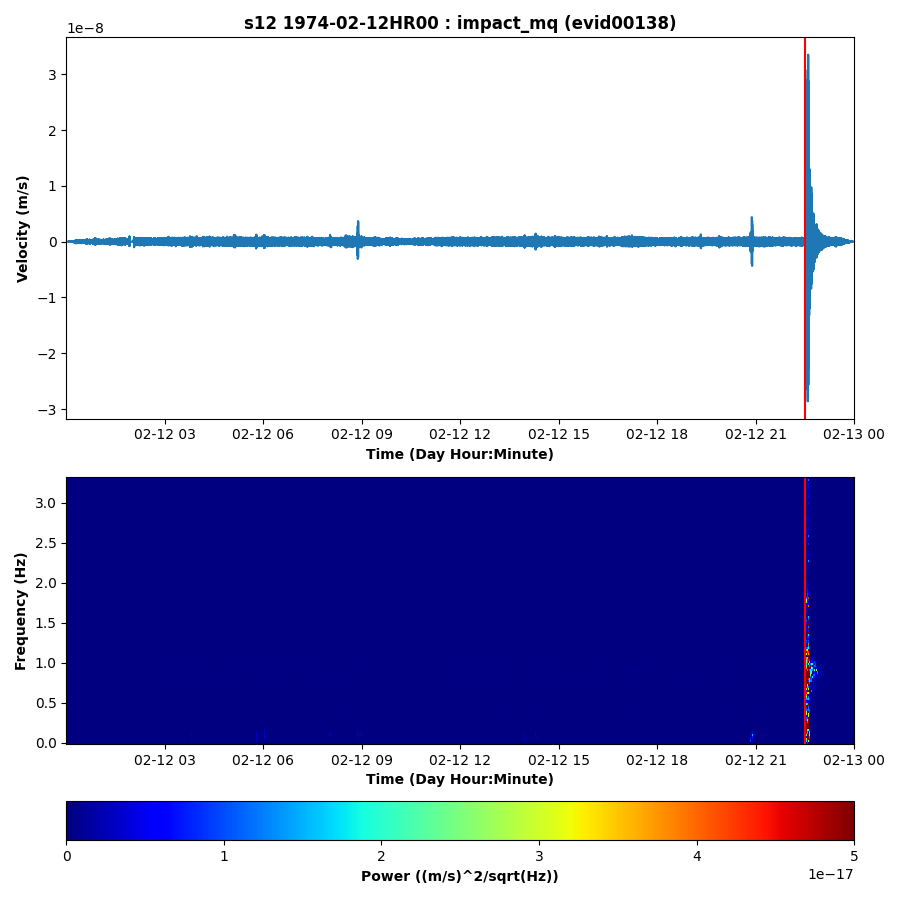 s12 1974-02-12HR00 : impact_mq (evid00138)
1e−8
3
2
1
0
−1
−2
−3
Velocity (m/s)
02-12 03 02-12 06 02-12 09 02-12 12 02-12 15 02-12 18 02-12 21 02-13 00
Time (Day Hour:Minute)
3.0
2.5
2.0
1.5
1.0
0.5
0.0
Frequency (Hz)
02-12 03 02-12 06 02-12 09 02-12 12 02-12 15 02-12 18 02-12 21 02-13 00
Time (Day Hour:Minute)
0 1 2 3 4 5
1e−17
Power ((m/s)^2/sqrt(Hz))